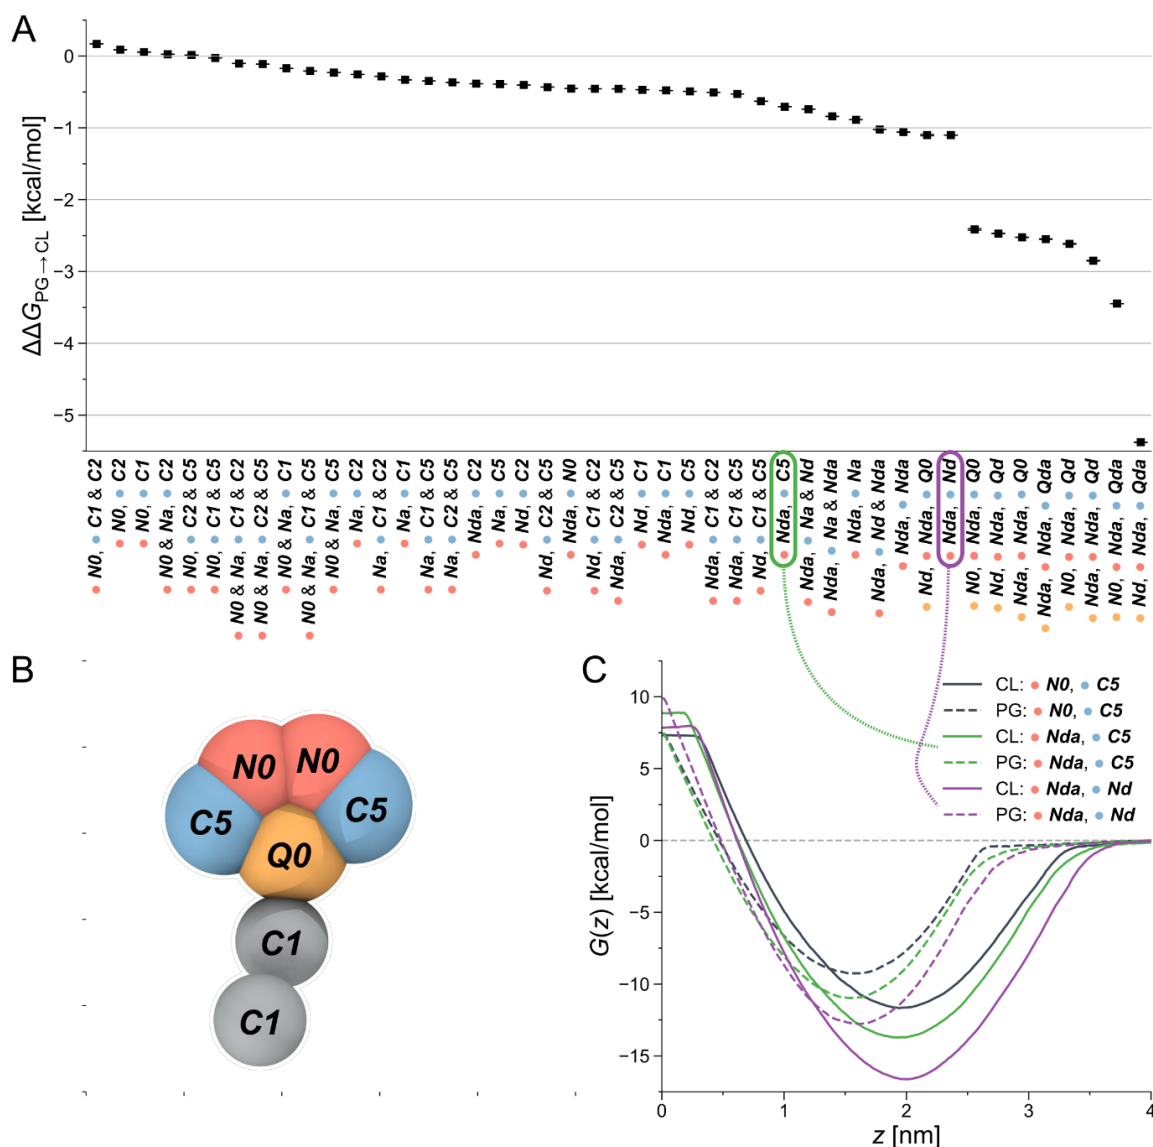 A
ΔΔG PG→CL [kcal/mol]
0
−1
−2
−3
−4
−5
N0, C1 & C2
N0, C2
N0, C1
N0 & Na, C2
N0, C2 & C5
N0, C1 & C5
N0 & Na, C1 & C2
N0 & Na, C2 & C5
N0 & Na, C1
N0 & Na, C1 & C5
N0 & Na, C5
Na, C2
Na, C1 & C2
Na, C1
Na, C1 & C5
Na, C2 & C5
Nda, C2
Na, C5
Nd, C2
Nd, C2 & C5
Nda, N0
Nd, C1 & C2
Nda, C2 & C5
Nd, C1
Nda, C1
Nd, C5
Nda, C1 & C2
Nda, C1 & C5
Nd, C1 & C5
Nda, C5
Nda, Na & Nd
Nda, Na & Nda
Nda, Na
Nda, Nd & Nda
Nda, Nda
Nd, Nda, Q0
Nda, Nd
N0, Nda, Q0
Nd, Nda, Qd
Nda, Nda, Q0
Nda, Nda, Qda
N0, Nda, Qd
Nda, Nda, Qd
N0, Nda, Qda
Nd, Nda, Qda
B
N0
N0
C5
C5
Q0
C1
C1
C
G(z) [kcal/mol]
10
5
0
−5
−10
−15
CL: N0, C5
PG: N0, C5
CL: Nda, C5
PG: Nda, C5
CL: Nda, Nd
PG: Nda, Nd
0
1
2
3
4
z [nm]